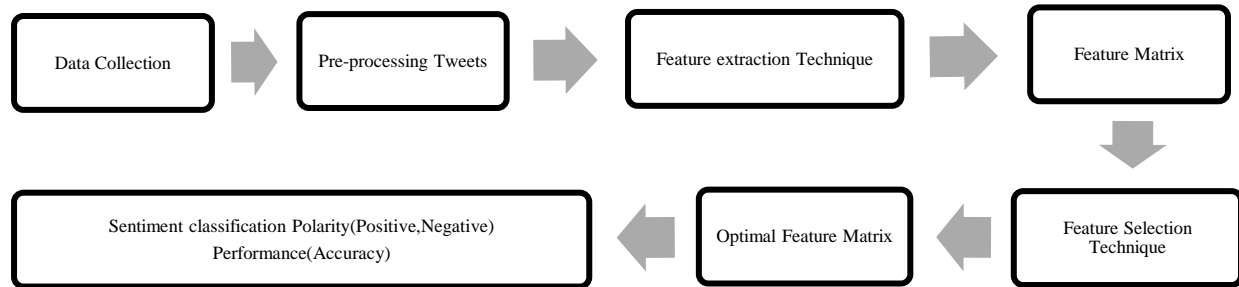 Data Collection
Pre-processing Tweets
Feature extraction Technique
Feature Matrix
Feature Selection
Technique
Optimal Feature Matrix
Sentiment classification Polarity(Positive,Negative)
Performance(Accuracy)